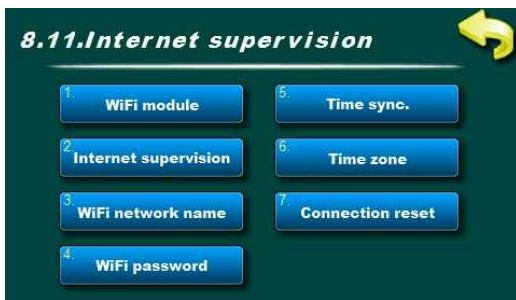 8.11.Internet supervision
1. WiFi module
2. Internet supervision
3. WiFi network name
4. WiFi password
5. Time sync.
6. Time zone
7. Connection reset